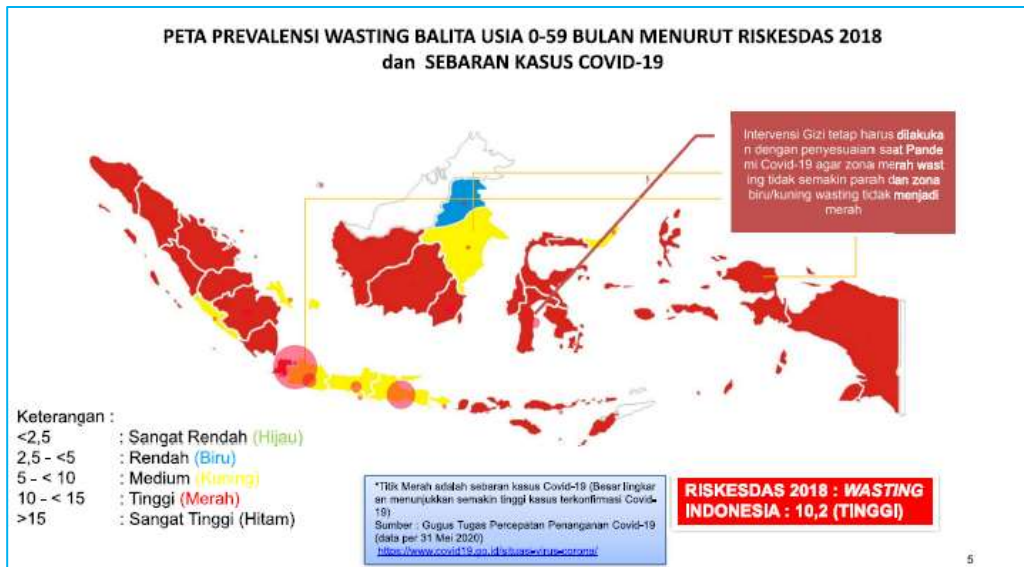 PETA PREVALENSI WASTING BALITA USIA 0-59 BULAN MENURUT RISKESDAS 2018
dan SEBARAN KASUS COVID-19
Intervensi Gizi tetap harus dilakuka
n dengan penyesuaian saat Pande
mi Covid-19 agar zona merah wast
ing tidak semakin parah dan zona
biru/kuning wasting tidak menjadi
merah
Keterangan :
<2,5 : Sangat Rendah (Hijau)
2,5 - <5 : Rendah (Biru)
5 - < 10 : Medium (Kuning)
10 - < 15 : Tinggi (Merah)
>15 : Sangat Tinggi (Hitam)
*Titik Merah adalah sebaran kasus Covid-19 (Besar lingkar
an menunjukkan semakin tinggi kasus terkonfirmasi Covid-
19)
Sumber : Gugus Tugas Percepatan Penanganan Covid-19
(data per 31 Mei 2020)
https://www.covid19.go.id/situas-virus-corona/
RISKESDAS 2018 : WASTING
INDONESIA : 10,2 (TINGGI)
5